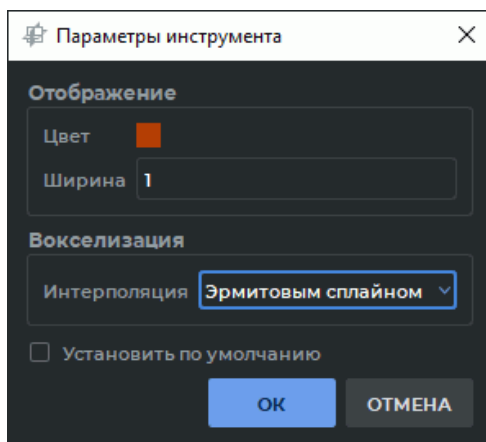 Параметры инструмента
Отображение
Цвет
Ширина 1
Вокселизация
Интерполяция Эрмитовым сплайном
Установить по умолчанию
ОК ОТМЕНА